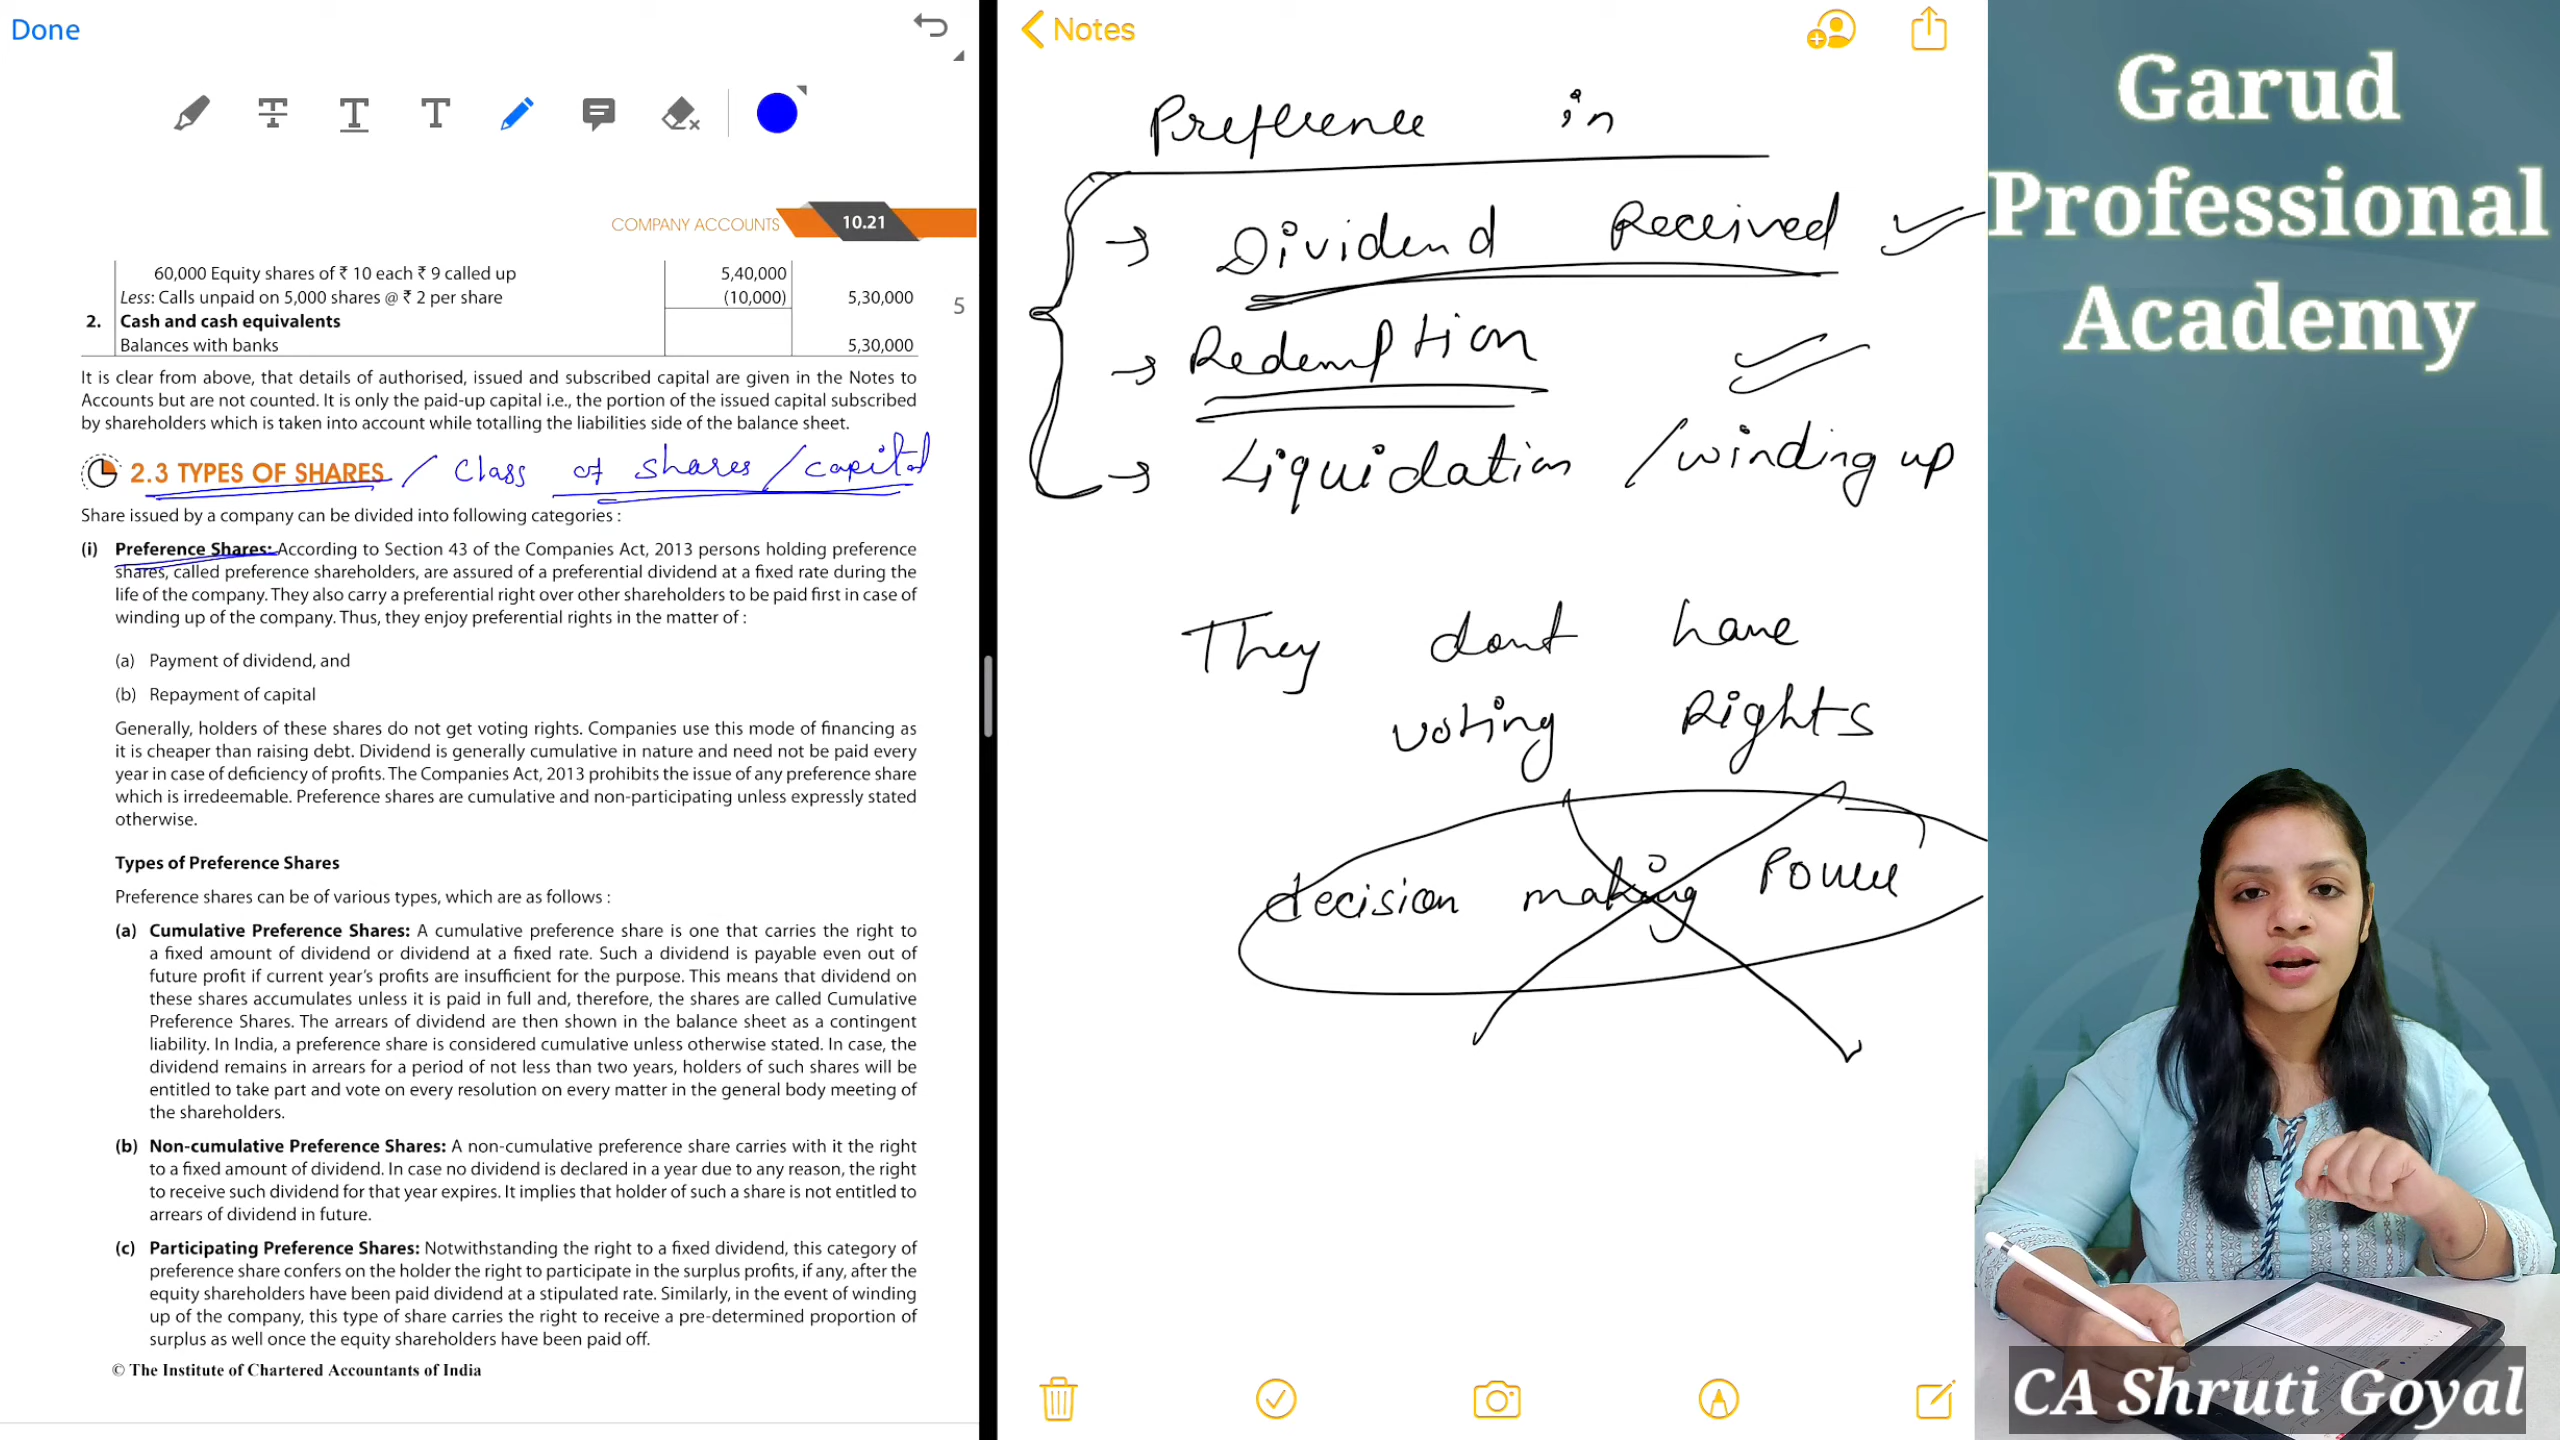 Done
COMPANY ACCOUNTS 10.21
60,000 Equity shares of ₹ 10 each ₹ 9 called up 5,40,000
Less: Calls unpaid on 5,000 shares @ ₹ 2 per share (10,000) 5,30,000 5
2. Cash and cash equivalents
Balances with banks 5,30,000
It is clear from above, that details of authorised, issued and subscribed capital are given in the Notes to
Accounts but are not counted. It is only the paid-up capital i.e., the portion of the issued capital subscribed
by shareholders which is taken into account while totalling the liabilities side of the balance sheet.
2.3 TYPES OF SHARES / Class of shares / capital
Share issued by a company can be divided into following categories :
(i) Preference Shares: According to Section 43 of the Companies Act, 2013 persons holding preference
shares, called preference shareholders, are assured of a preferential dividend at a fixed rate during the
life of the company. They also carry a preferential right over other shareholders to be paid first in case of
winding up of the company. Thus, they enjoy preferential rights in the matter of :
(a) Payment of dividend, and
(b) Repayment of capital
Generally, holders of these shares do not get voting rights. Companies use this mode of financing as
it is cheaper than raising debt. Dividend is generally cumulative in nature and need not be paid every
year in case of deficiency of profits. The Companies Act, 2013 prohibits the issue of any preference share
which is irredeemable. Preference shares are cumulative and non-participating unless expressly stated
otherwise.
Types of Preference Shares
Preference shares can be of various types, which are as follows :
(a) Cumulative Preference Shares: A cumulative preference share is one that carries the right to
a fixed amount of dividend or dividend at a fixed rate. Such a dividend is payable even out of
future profit if current year's profits are insufficient for the purpose. This means that dividend on
these shares accumulates unless it is paid in full and, therefore, the shares are called Cumulative
Preference Shares. The arrears of dividend are then shown in the balance sheet as a contingent
liability. In India, a preference share is considered cumulative unless otherwise stated. In case, the
dividend remains in arrears for a period of not less than two years, holders of such shares will be
entitled to take part and vote on every resolution on every matter in the general body meeting of
the shareholders.
(b) Non-cumulative Preference Shares: A non-cumulative preference share carries with it the right
to a fixed amount of dividend. In case no dividend is declared in a year due to any reason, the right
to receive such dividend for that year expires. It implies that holder of such a share is not entitled to
arrears of dividend in future.
(c) Participating Preference Shares: Notwithstanding the right to a fixed dividend, this category of
preference share confers on the holder the right to participate in the surplus profits, if any, after the
equity shareholders have been paid dividend at a stipulated rate. Similarly, in the event of winding
up of the company, this type of share carries the right to receive a pre-determined proportion of
surplus as well once the equity shareholders have been paid off.
© The Institute of Chartered Accountants of India
Notes
Preference in
→ Dividend Received
→ Redemption
→ Liquidation / winding up
They dont have
voting Rights
decision making Power
Garud
Professional
Academy
CA Shruti Goyal